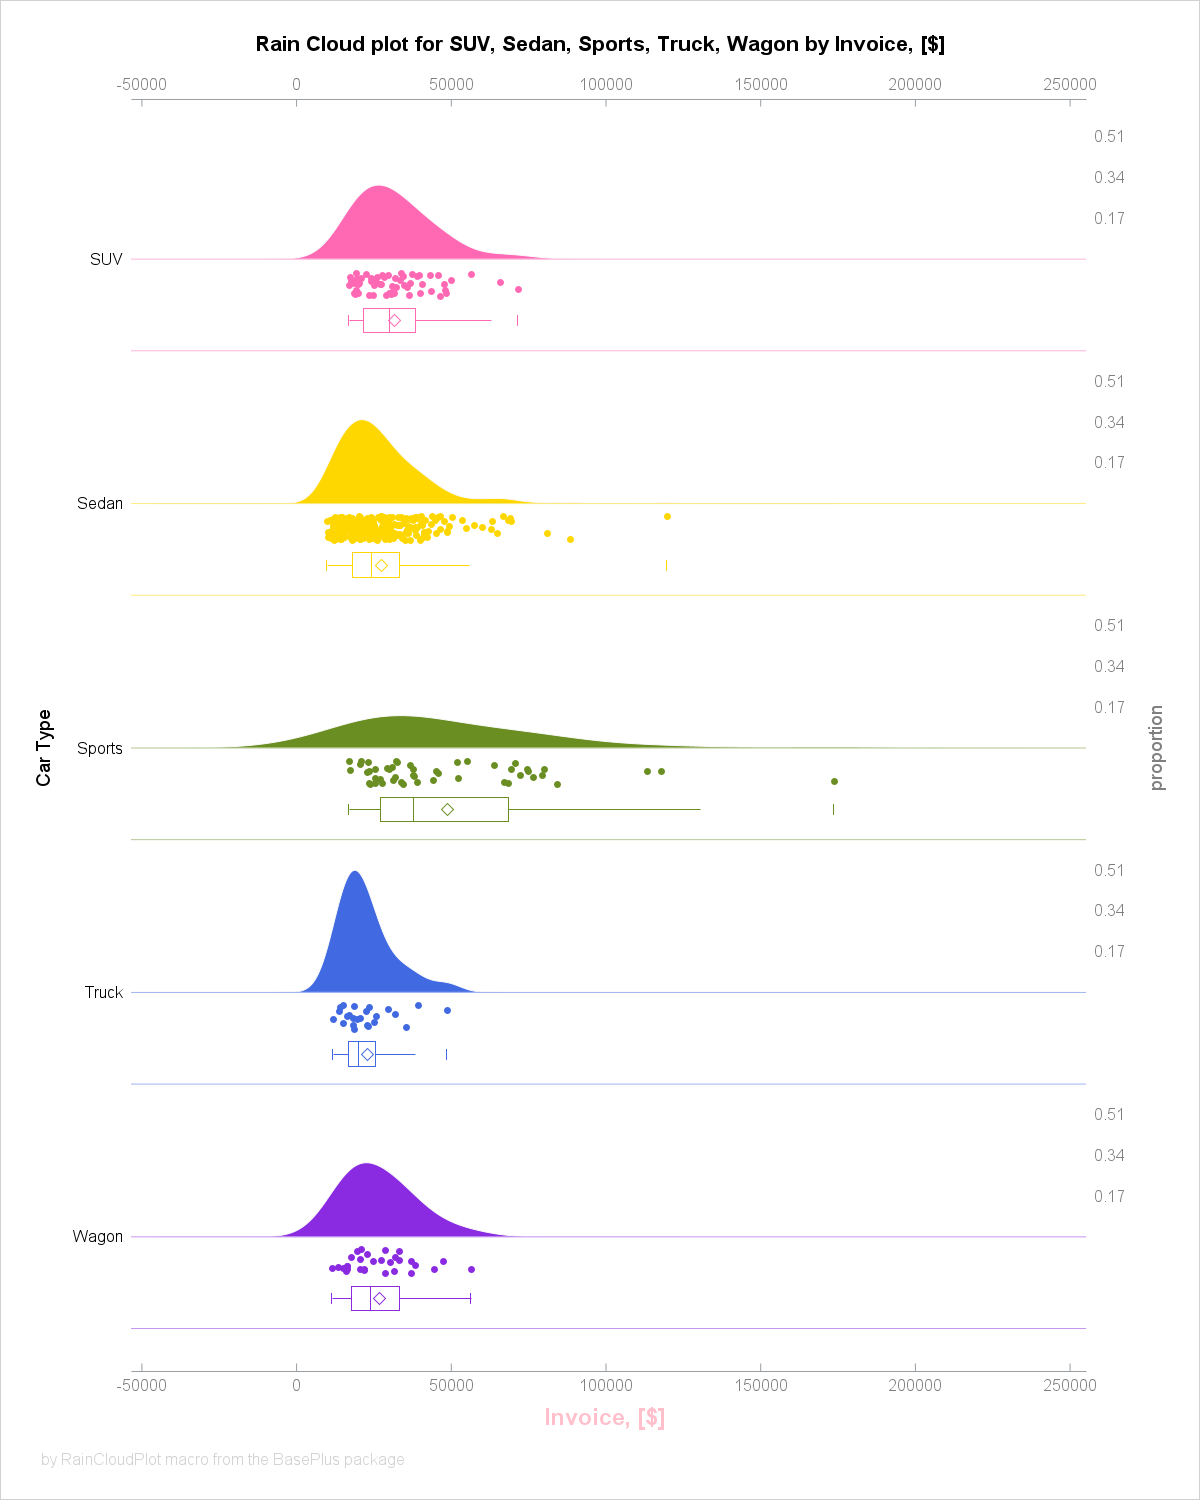 Rain Cloud plot for SUV, Sedan, Sports, Truck, Wagon by Invoice, [$]
-50000 0 50000 100000 150000 200000 250000
0.51
0.34
0.17
SUV
0.51
0.34
0.17
Sedan
0.51
0.34
0.17
Sports
Car Type
proportion
0.51
0.34
0.17
Truck
0.51
0.34
0.17
Wagon
-50000 0 50000 100000 150000 200000 250000
Invoice, [$]
by RainCloudPlot macro from the BasePlus package